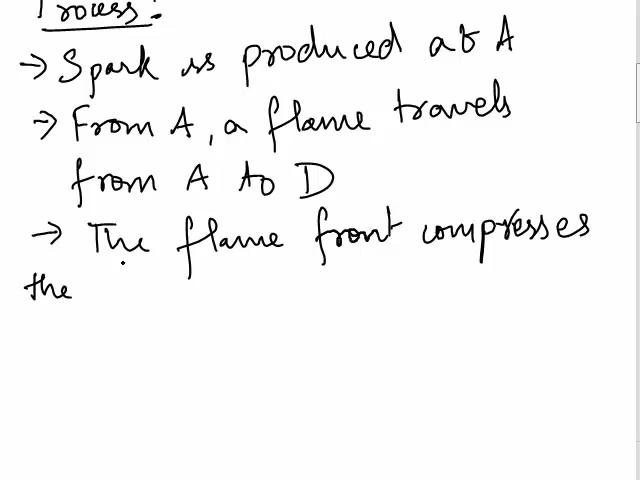 Process:
→ Spark is produced at A
→ From A, a flame travels
from A to D
→ The flame front compresses
the